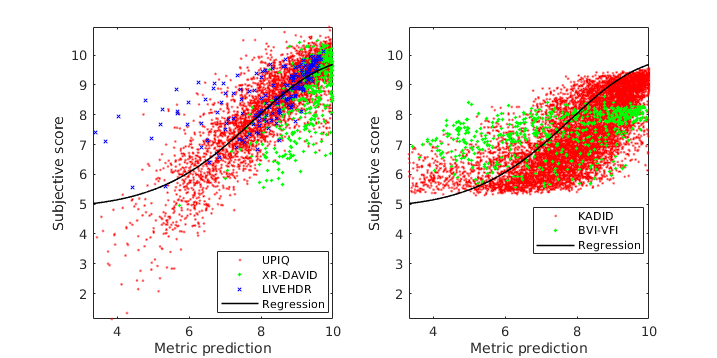 10
9
8
7
6
5
4
3
2
Subjective score
4
6
8
10
Metric prediction
UPIQ
XR-DAVID
LIVEHDR
Regression
10
9
8
7
6
5
4
3
2
Subjective score
4
6
8
10
Metric prediction
KADID
BVI-VFI
Regression